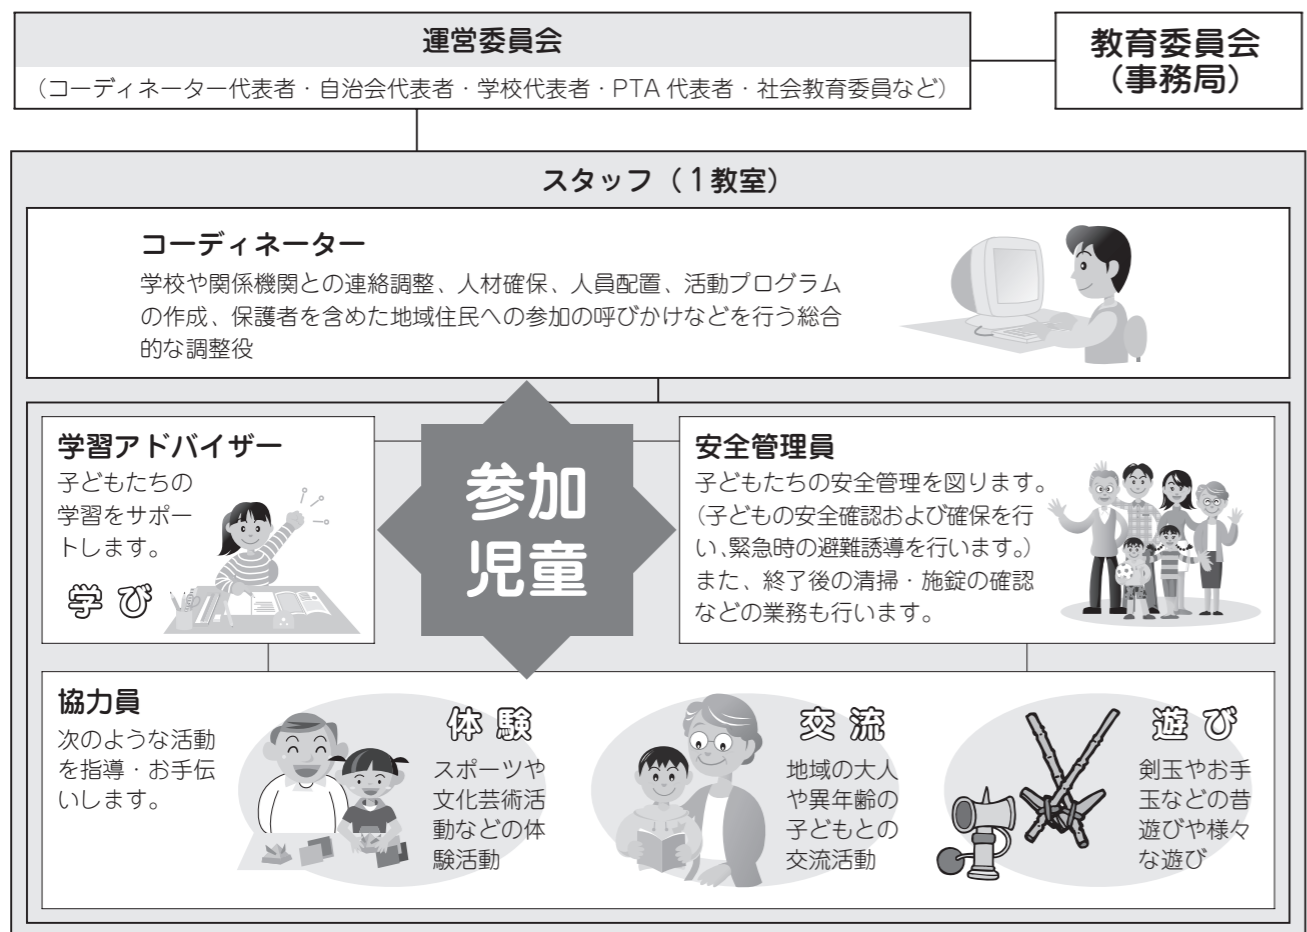 運営委員会
（コーディネーター代表者・自治会代表者・学校代表者・PTA 代表者・社会教育委員など）
教育委員会
（事務局）
スタッフ（１教室）
コーディネーター
学校や関係機関との連絡調整、人材確保、人員配置、活動プログラム
の作成、保護者を含めた地域住民への参加の呼びかけなどを行う総合
的な調整役
学習アドバイザー
子どもたちの
学習をサポー
トします。
学び
参加
児童
安全管理員
子どもたちの安全管理を図ります。
（子どもの安全確認および確保を行
い、緊急時の避難誘導を行います。）
また、終了後の清掃・施錠の確認
などの業務も行います。
協力員
次のような活動
を指導・お手伝
いします。
体験
スポーツや
文化芸術活
動などの体
験活動
交流
地域の大人
や異年齢の
子どもとの
交流活動
遊び
剣玉やお手
玉などの昔
遊びや様々
な遊び